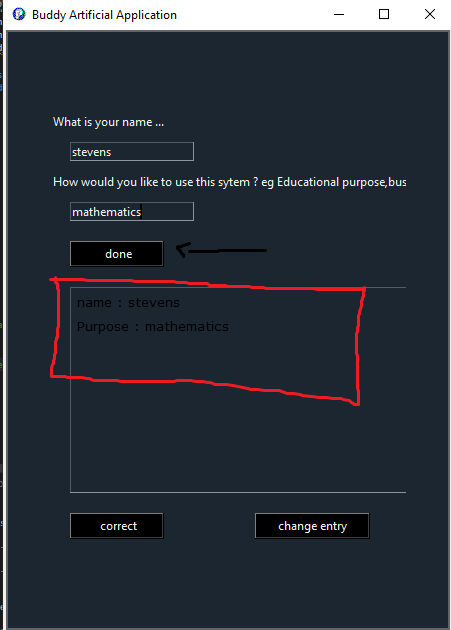 Buddy Artificial Application
What is your name ...
stevens
How would you like to use this sytem ? eg Educational purpose,bus
mathematics
done
name : stevens
Purpose : mathematics
correct
change entry